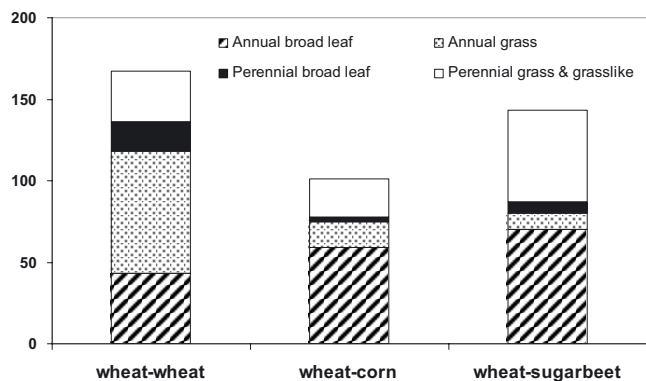 200
Annual broad leaf Annual grass
Perennial broad leaf Perennial grass & grasslike
150
100
50
0
wheat-wheat wheat-corn wheat-sugarbeet